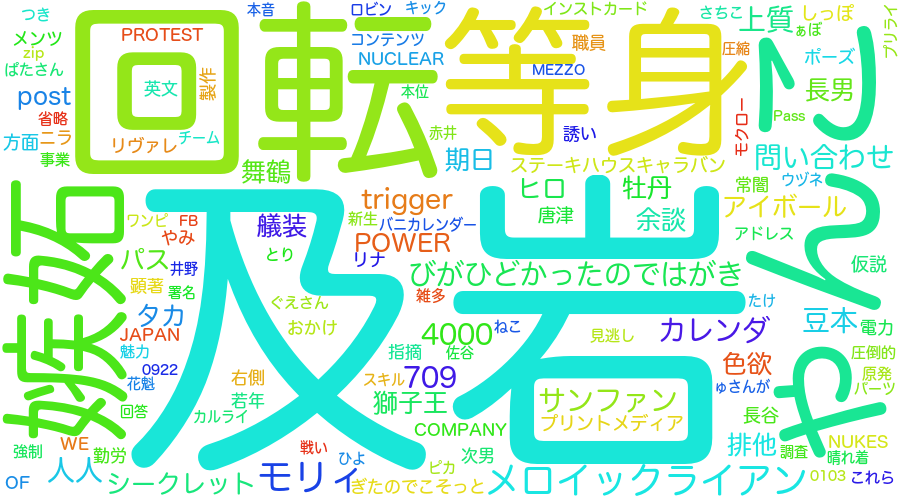 つき
本音
ロビン
キック
インストカード
さちこ
上質
しっぽ
プリライ
メンツ
PROTEST
回転
等身
コンテンツ
職員
圧縮
ぁぽ
zip
NUCLEAR
ポーズ
ぱたさん
英文
製作
MEZZO
本位
こ
長男
post
省略
チーム
赤井
誘い
モクロー
Pass
方面
ニラ
リヴァレ
期日
ステーキハウスキャラバン
問い合わせ
事業
舞鶴
嫉妬
及
岩
ん
や
trigger
ヒロ
牡丹
常闇
ウヅネ
ワンピ
FB
艤装
新生
バニカレンダー
唐津
余談
アイボール
やみ
POWER
アドレス
パス
井野
とり
リナ
びがひどかったのではがき
仮説
顕著
署名
ぐえさん
雑多
タカ
4000
ねこ
たけ
豆本
JAPAN
おかけ
見逃し
カレンダ
電力
魅力
指摘
佐谷
圧倒的
0922
色欲
原発
花魁
右側
スキル
709
サンファン
ゅさんが
パーツ
回答
若年
獅子王
プリントメディア
長谷
カルライ
COMPANY
排他
NUKES
強制
WE
勤労
戦い
次男
調査
晴れ着
OF
人人
シークレット
モリィ
ひよ
ピカ
ぎたのでこそっと
メロイックライアン
0103
これら